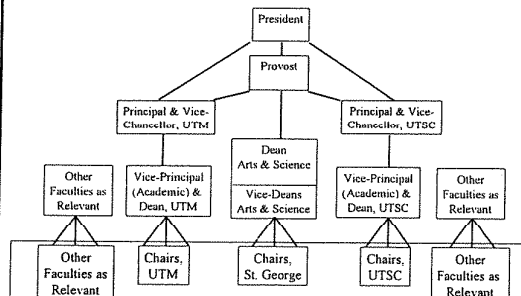 President
Provost
Principal & Vice-
Chancellor, UTM
Principal & Vice-
Chancellor, UTSC
Dean
Arts & Science
Vice-Deans
Arts & Science
Other
Faculties as
Relevant
Vice-Principal
(Academic) &
Dean, UTM
Vice-Principal
(Academic) &
Dean, UTSC
Other
Faculties as
Relevant
Other
Faculties as
Relevant
Chairs,
UTM
Chairs,
St. George
Chairs,
UTSC
Other
Faculties as
Relevant